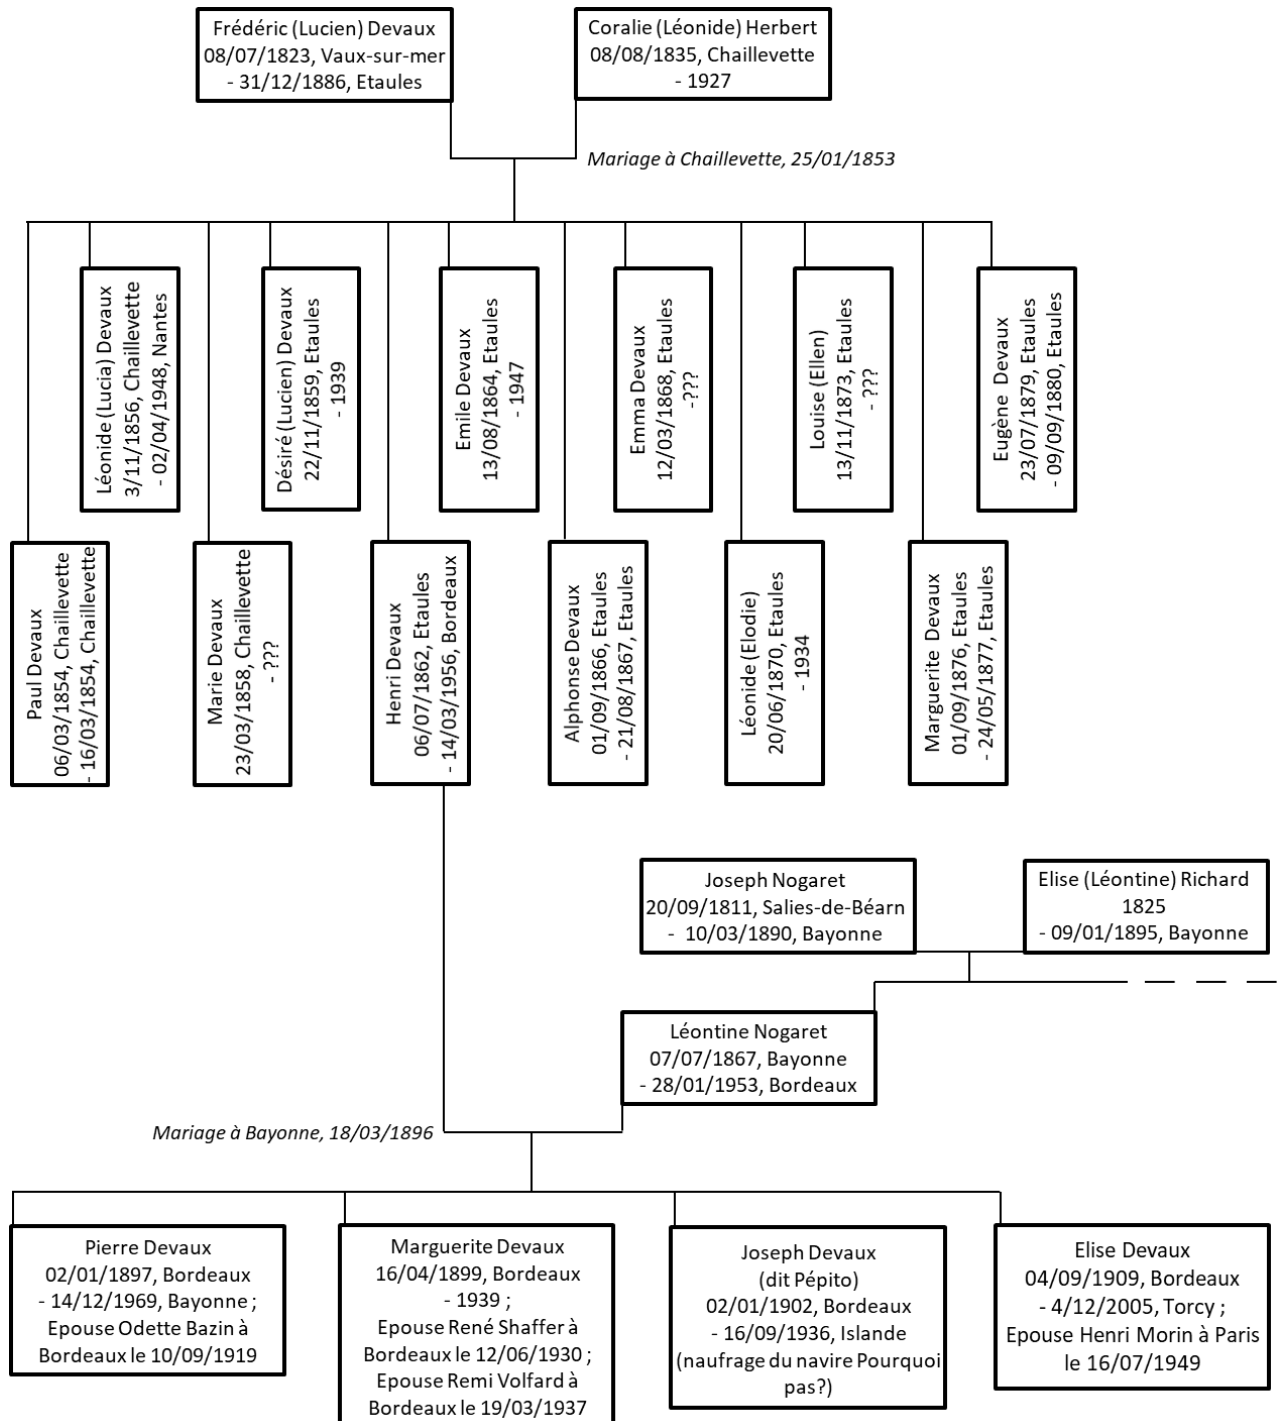 Frédéric (Lucien) Devaux
08/07/1823, Vaux-sur-mer
- 31/12/1886, Etaules
Coralie (Léonide) Herbert
08/08/1835, Chaillevette
- 1927
Mariage à Chaillevette, 25/01/1853
Léonide (Lucia) Devaux
3/11/1856, Chaillevette
- 02/04/1948, Nantes
Désiré (Lucien) Devaux
22/11/1859, Etaules
- 1939
Emile Devaux
13/08/1864, Etaules
- 1947
Emma Devaux
12/03/1868, Etaules
-???
Louise (Ellen)
13/11/1873, Etaules
- ???
Eugène Devaux
23/07/1879, Etaules
- 09/09/1880, Etaules
Paul Devaux
06/03/1854, Chaillevette
- 16/03/1854, Chaillevette
Marie Devaux
23/03/1858, Chaillevette
- ???
Henri Devaux
06/07/1862, Etaules
- 14/03/1956, Bordeaux
Alphonse Devaux
01/09/1866, Etaules
- 21/08/1867, Etaules
Léonide (Elodie)
20/06/1870, Etaules
- 1934
Marguerite Devaux
01/09/1876, Etaules
- 24/05/1877, Etaules
Joseph Nogaret
20/09/1811, Salies-de-Béarn
- 10/03/1890, Bayonne
Elise (Léontine) Richard
1825
- 09/01/1895, Bayonne
Léontine Nogaret
07/07/1867, Bayonne
- 28/01/1953, Bordeaux
Mariage à Bayonne, 18/03/1896
Pierre Devaux
02/01/1897, Bordeaux
- 14/12/1969, Bayonne ;
Epouse Odette Bazin à
Bordeaux le 10/09/1919
Marguerite Devaux
16/04/1899, Bordeaux
- 1939 ;
Epouse René Shaffer à
Bordeaux le 12/06/1930 ;
Epouse Remi Volfard à
Bordeaux le 19/03/1937
Joseph Devaux
(dit Pépito)
02/01/1902, Bordeaux
- 16/09/1936, Islande
(naufrage du navire Pourquoi
pas?)
Elise Devaux
04/09/1909, Bordeaux
- 4/12/2005, Torcy ;
Epouse Henri Morin à Paris
le 16/07/1949